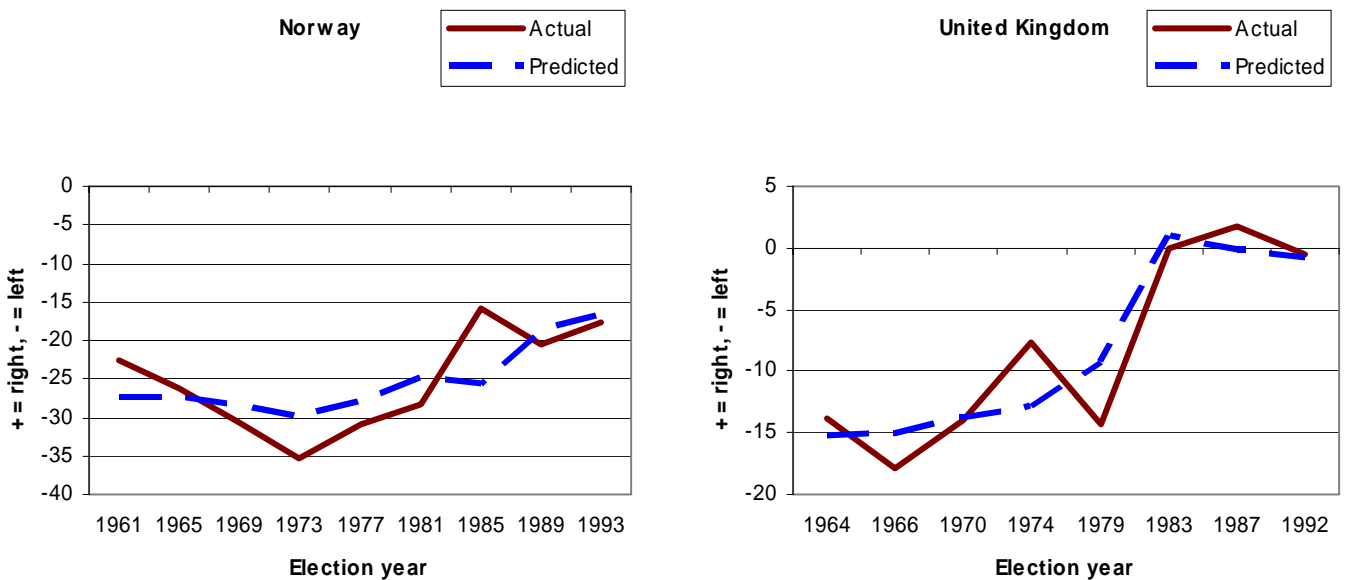 Norway
Actual
Predicted
0
-5
-10
-15
-20
-25
-30
-35
-40
+ = right, - = left
1961 1965 1969 1973 1977 1981 1985 1989 1993
Election year
United Kingdom
Actual
Predicted
5
0
-5
-10
-15
-20
+ = right, - = left
1964 1966 1970 1974 1979 1983 1987 1992
Election year